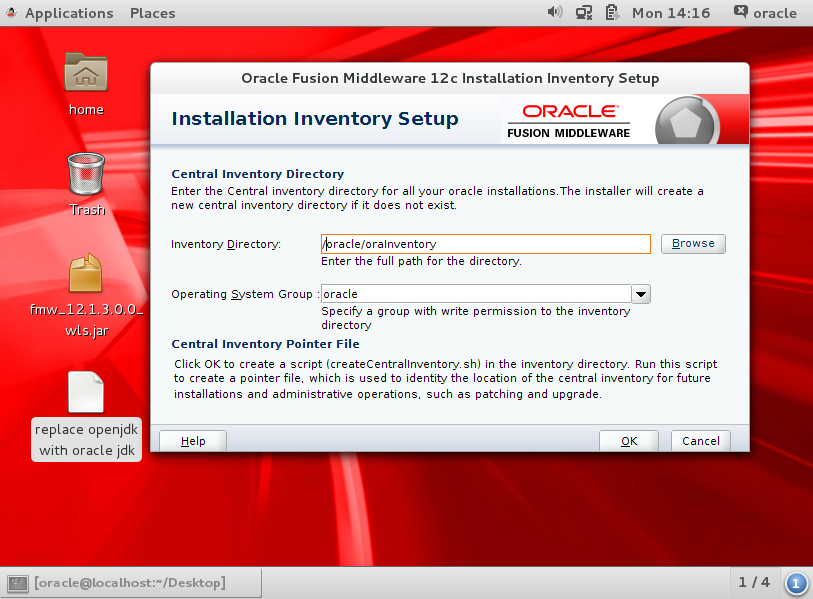 Applications Places Mon 14:16 oracle
home
Trash
fmw_12.1.3.0.0_
wls.jar
replace openjdk
with oracle jdk
Oracle Fusion Middleware 12c Installation Inventory Setup
Installation Inventory Setup
ORACLE®
FUSION MIDDLEWARE
Central Inventory Directory
Enter the Central inventory directory for all your oracle installations.The installer will create a
new central inventory directory if it does not exist.
Inventory Directory: /oracle/oraInventory Browse
Enter the full path for the directory.
Operating System Group : oracle
Specify a group with write permission to the inventory
directory
Central Inventory Pointer File
Click OK to create a script (createCentralInventory.sh) in the inventory directory. Run this script
to create a pointer file, which is used to identity the location of the central inventory for future
installations and administrative operations, such as patching and upgrade.
Help OK Cancel
[oracle@localhost:~/Desktop] 1 / 4 1